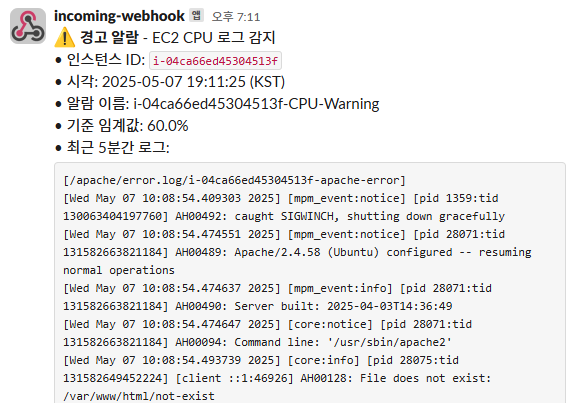 incoming-webhook 앱 오후 7:11
⚠️ 경고 알람 - EC2 CPU 로그 감지
• 인스턴스 ID: i-04ca66ed45304513f
• 시각: 2025-05-07 19:11:25 (KST)
• 알람 이름: i-04ca66ed45304513f-CPU-Warning
• 기준 임계값: 60.0%
• 최근 5분간 로그:
[/apache/error.log/i-04ca66ed45304513f-apache-error]
[Wed May 07 10:08:54.409303 2025] [mpm_event:notice] [pid 1359:tid
130063404197760] AH00492: caught SIGWINCH, shutting down gracefully
[Wed May 07 10:08:54.474551 2025] [mpm_event:notice] [pid 28071:tid
131582663821184] AH00489: Apache/2.4.58 (Ubuntu) configured -- resuming
normal operations
[Wed May 07 10:08:54.474637 2025] [mpm_event:info] [pid 28071:tid
131582663821184] AH00490: Server built: 2025-04-03T14:36:49
[Wed May 07 10:08:54.474647 2025] [core:notice] [pid 28071:tid
131582663821184] AH00094: Command line: '/usr/sbin/apache2'
[Wed May 07 10:08:54.493739 2025] [core:info] [pid 28075:tid
131582649452224] [client ::1:46926] AH00128: File does not exist:
/var/www/html/not-exist